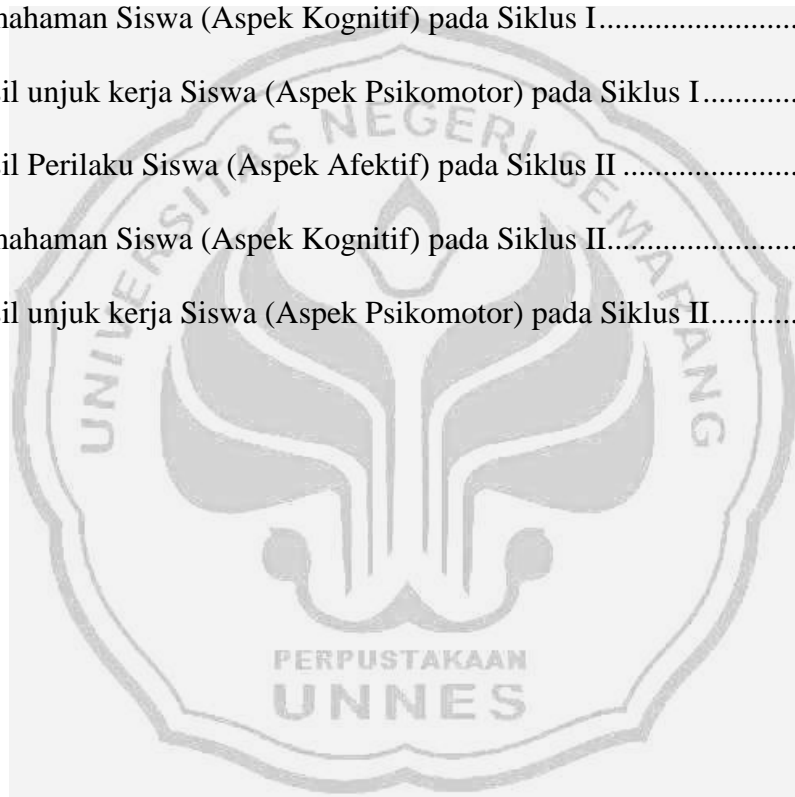 nahaman Siswa (Aspek Kognitif) pada Siklus I..................
il unjuk kerja Siswa (Aspek Psikomotor) pada Siklus I............
il Perilaku Siswa (Aspek Afektif) pada Siklus II ......................
nahaman Siswa (Aspek Kognitif) pada Siklus II...................
il unjuk kerja Siswa (Aspek Psikomotor) pada Siklus II..........
UNIVERSITAS NEGERI SEMARANG
PERPUSTAKAAN
UNNES